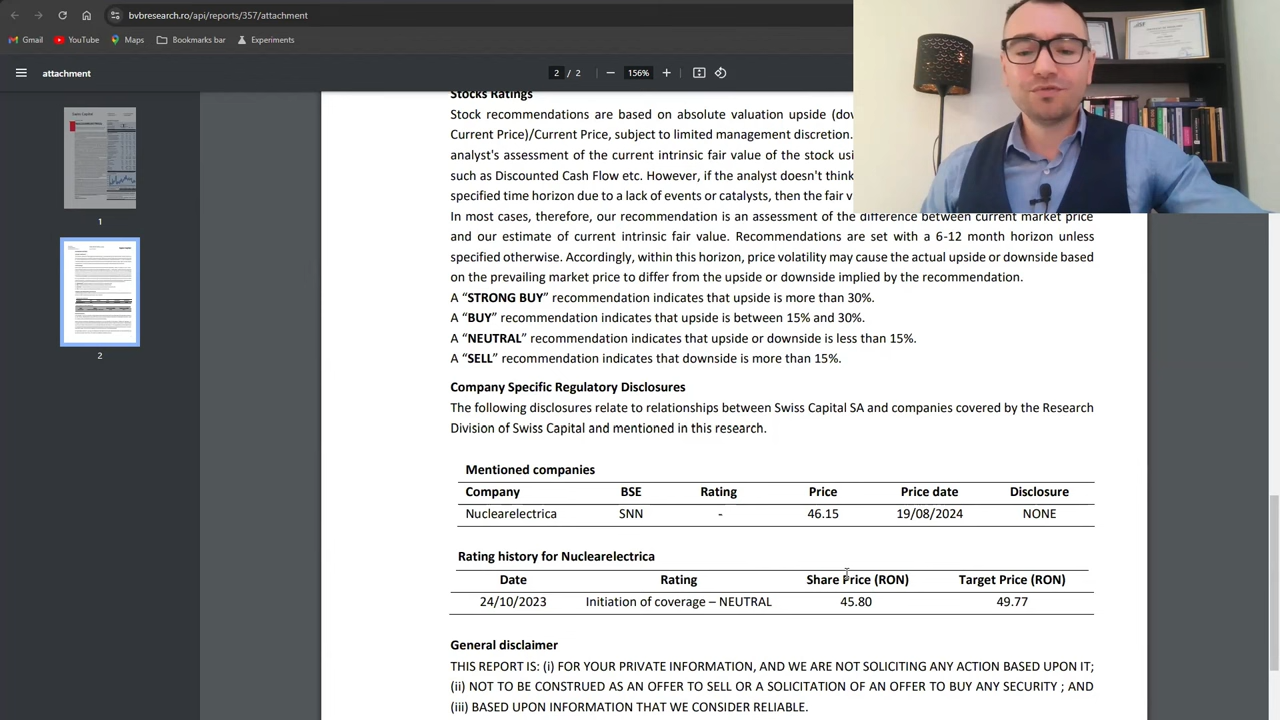 bvbresearch.ro/api/reports/357/attachment
Gmail YouTube Maps Bookmarks bar Experiments
attachment
2 / 2 156%
1
2
Stocks Ratings
Stock recommendations are based on absolute valuation upside (dow
Current Price)/Current Price, subject to limited management discretion.
analyst's assessment of the current intrinsic fair value of the stock usi
such as Discounted Cash Flow etc. However, if the analyst doesn't think
specified time horizon due to a lack of events or catalysts, then the fair v
In most cases, therefore, our recommendation is an assessment of the difference between current market price
and our estimate of current intrinsic fair value. Recommendations are set with a 6-12 month horizon unless
specified otherwise. Accordingly, within this horizon, price volatility may cause the actual upside or downside based
on the prevailing market price to differ from the upside or downside implied by the recommendation.
A “STRONG BUY” recommendation indicates that upside is more than 30%.
A “BUY” recommendation indicates that upside is between 15% and 30%.
A “NEUTRAL” recommendation indicates that upside or downside is less than 15%.
A “SELL” recommendation indicates that downside is more than 15%.
Company Specific Regulatory Disclosures
The following disclosures relate to relationships between Swiss Capital SA and companies covered by the Research
Division of Swiss Capital and mentioned in this research.
Mentioned companies
Company BSE Rating Price Price date Disclosure
Nuclearelectrica SNN - 46.15 19/08/2024 NONE
Rating history for Nuclearelectrica
Date Rating Share Price (RON) Target Price (RON)
24/10/2023 Initiation of coverage – NEUTRAL 45.80 49.77
General disclaimer
THIS REPORT IS: (i) FOR YOUR PRIVATE INFORMATION, AND WE ARE NOT SOLICITING ANY ACTION BASED UPON IT;
(ii) NOT TO BE CONSTRUED AS AN OFFER TO SELL OR A SOLICITATION OF AN OFFER TO BUY ANY SECURITY ; AND
(iii) BASED UPON INFORMATION THAT WE CONSIDER RELIABLE.